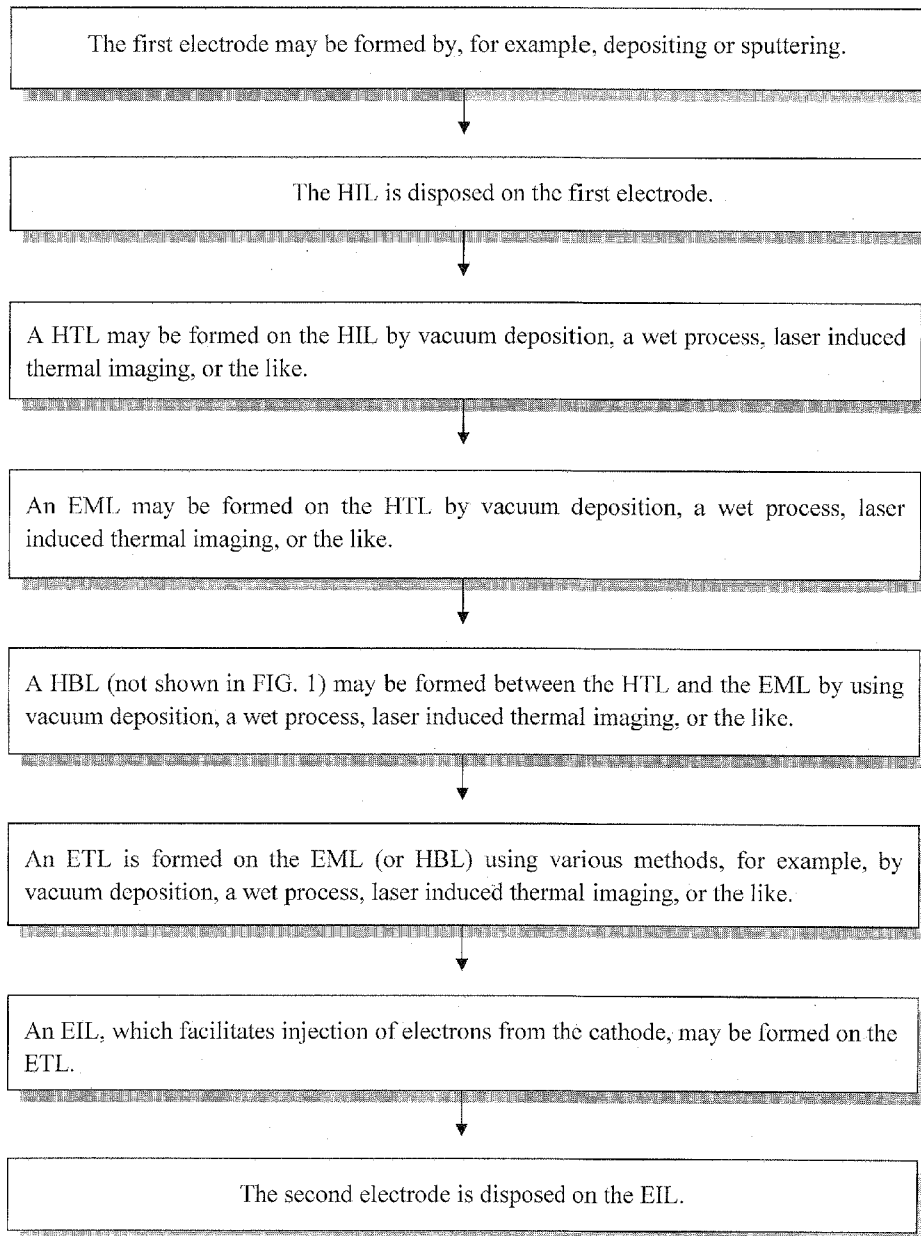 The first electrode may be formed by, for example, depositing or sputtering.
The HIL is disposed on the first electrode.
A HTL may be formed on the HIL by vacuum deposition, a wet process, laser induced
thermal imaging, or the like.
An EML may be formed on the HTL by vacuum deposition, a wet process, laser
induced thermal imaging, or the like.
A HBL (not shown in FIG. 1) may be formed between the HTL and the EML by using
vacuum deposition, a wet process, laser induced thermal imaging, or the like.
An ETL is formed on the EML (or HBL) using various methods, for example, by
vacuum deposition, a wet process, laser induced thermal imaging, or the like.
An EIL, which facilitates injection of electrons from the cathode, may be formed on the
ETL.
The second electrode is disposed on the EIL.